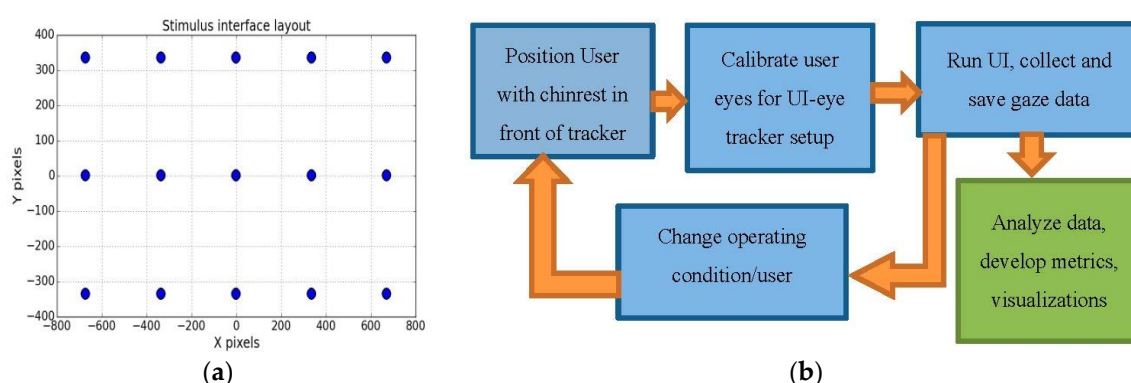 Stimulus interface layout
400
300
200
100
0
−100
−200
−300
−400
−800
−600
−400
−200
0
200
400
600
800
Y pixels
X pixels
(a)
Position User
with chinrest in
front of tracker
Calibrate user
eyes for UI-eye
tracker setup
Run UI, collect and
save gaze data
Change operating
condition/user
Analyze data,
develop metrics,
visualizations
(b)